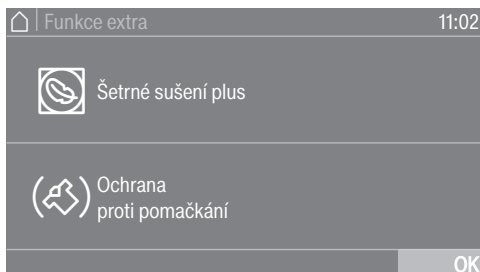 Funkce extra 11:02
Šetrné sušení plus
Ochrana
proti pomačkání
OK